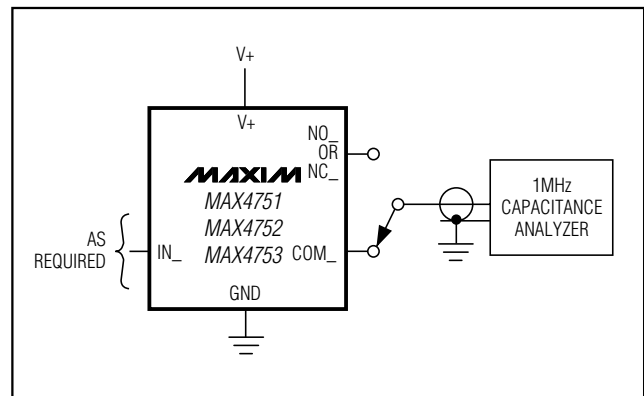 V+
V+
NO_
OR
NC_
MAXIM
MAX4751
MAX4752
MAX4753
COM_
AS
REQUIRED
IN_
GND
1MHz
CAPACITANCE
ANALYZER